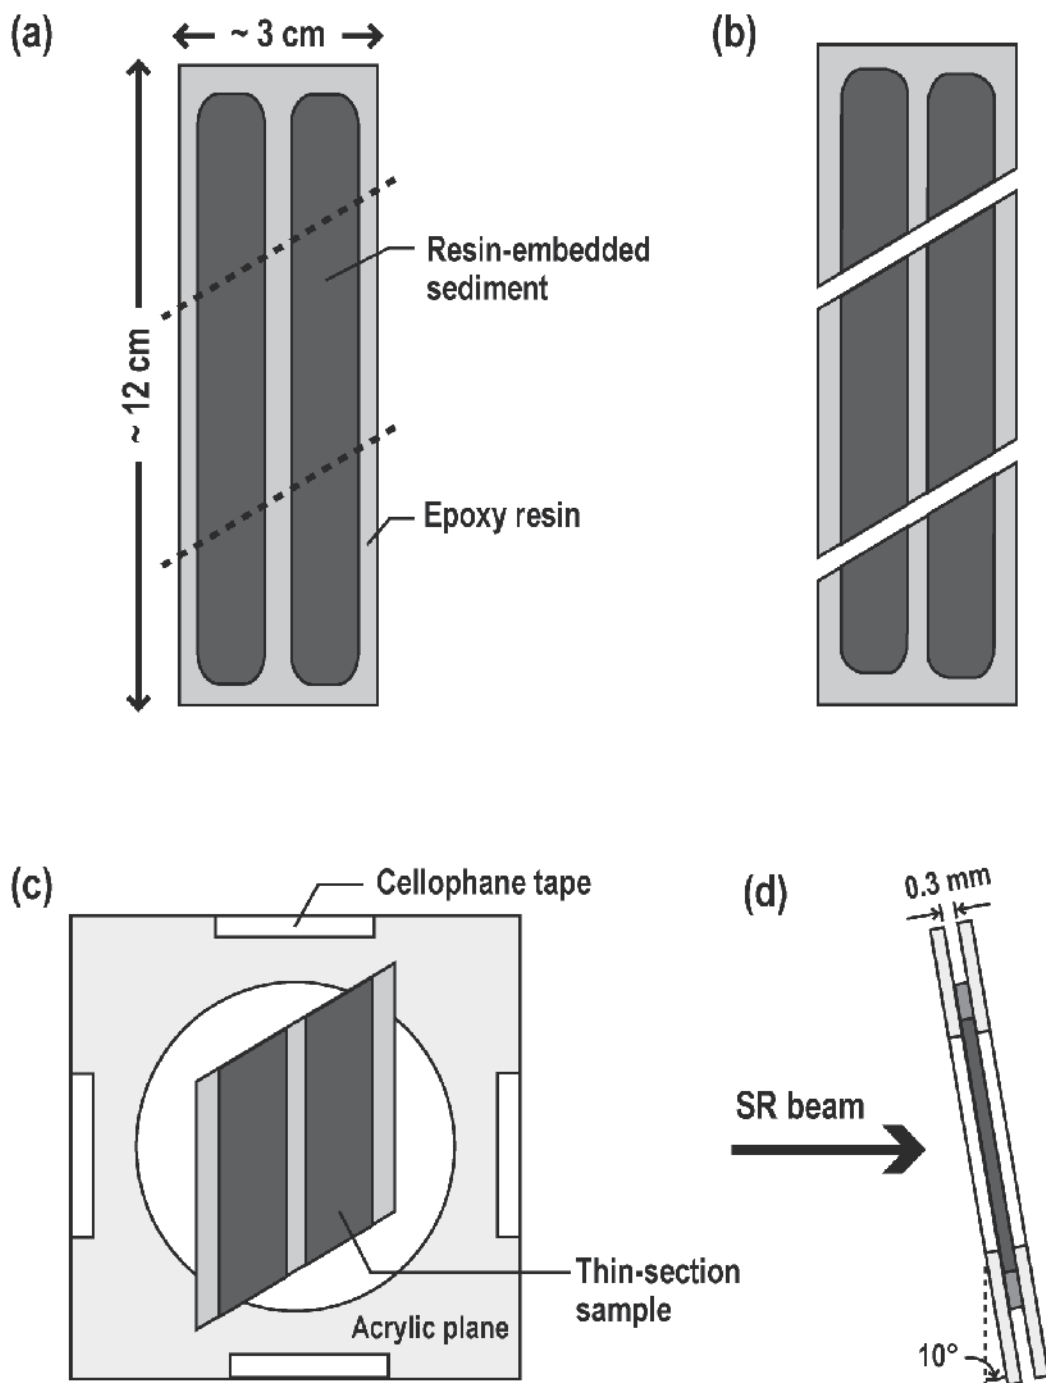 (a)
~ 3 cm
(b)
~ 12 cm
Resin-embedded
sediment
Epoxy resin
(c)
Cellophane tape
(d)
0.3 mm
SR beam
Thin-section
sample
Acrylic plane
10°